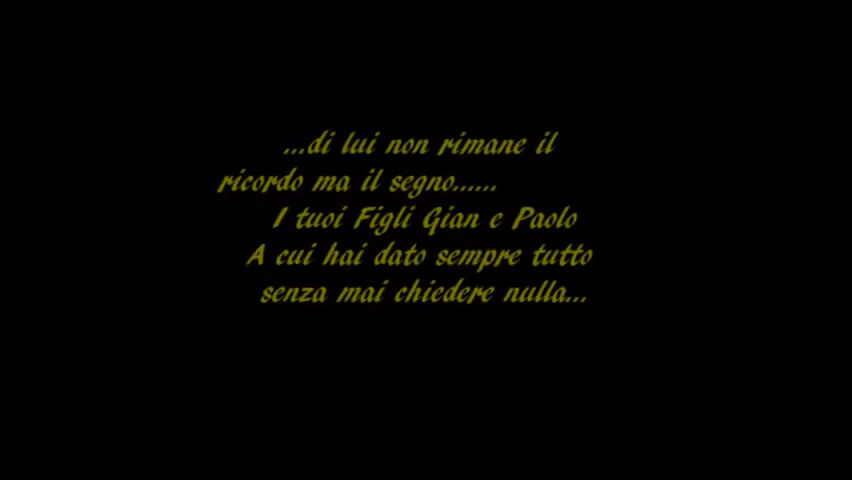 ...di lui non rimane il
ricordo ma il segno......
I tuoi Figli Gian e Paolo
A cui hai dato sempre tutto
senza mai chiedere nulla...